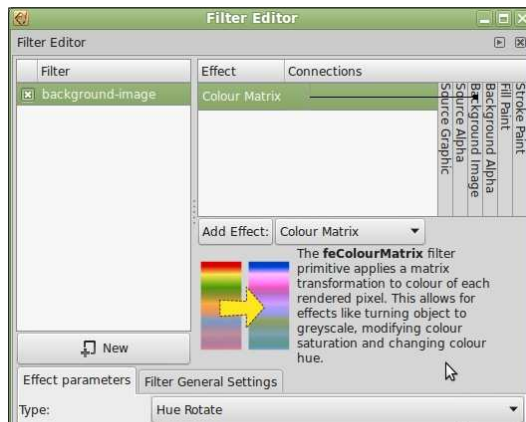 Filter Editor
Filter Editor
Filter
background-image
Effect
Connections
Colour Matrix
Source Graphic
Source Alpha
Background Image
Background Alpha
Fill Paint
Stroke Paint
Add Effect:
Colour Matrix
The feColourMatrix filter
primitive applies a matrix
transformation to colour of each
rendered pixel. This allows for
effects like turning object to
greyscale, modifying colour
saturation and changing colour
hue.
New
Effect parameters
Filter General Settings
Type:
Hue Rotate